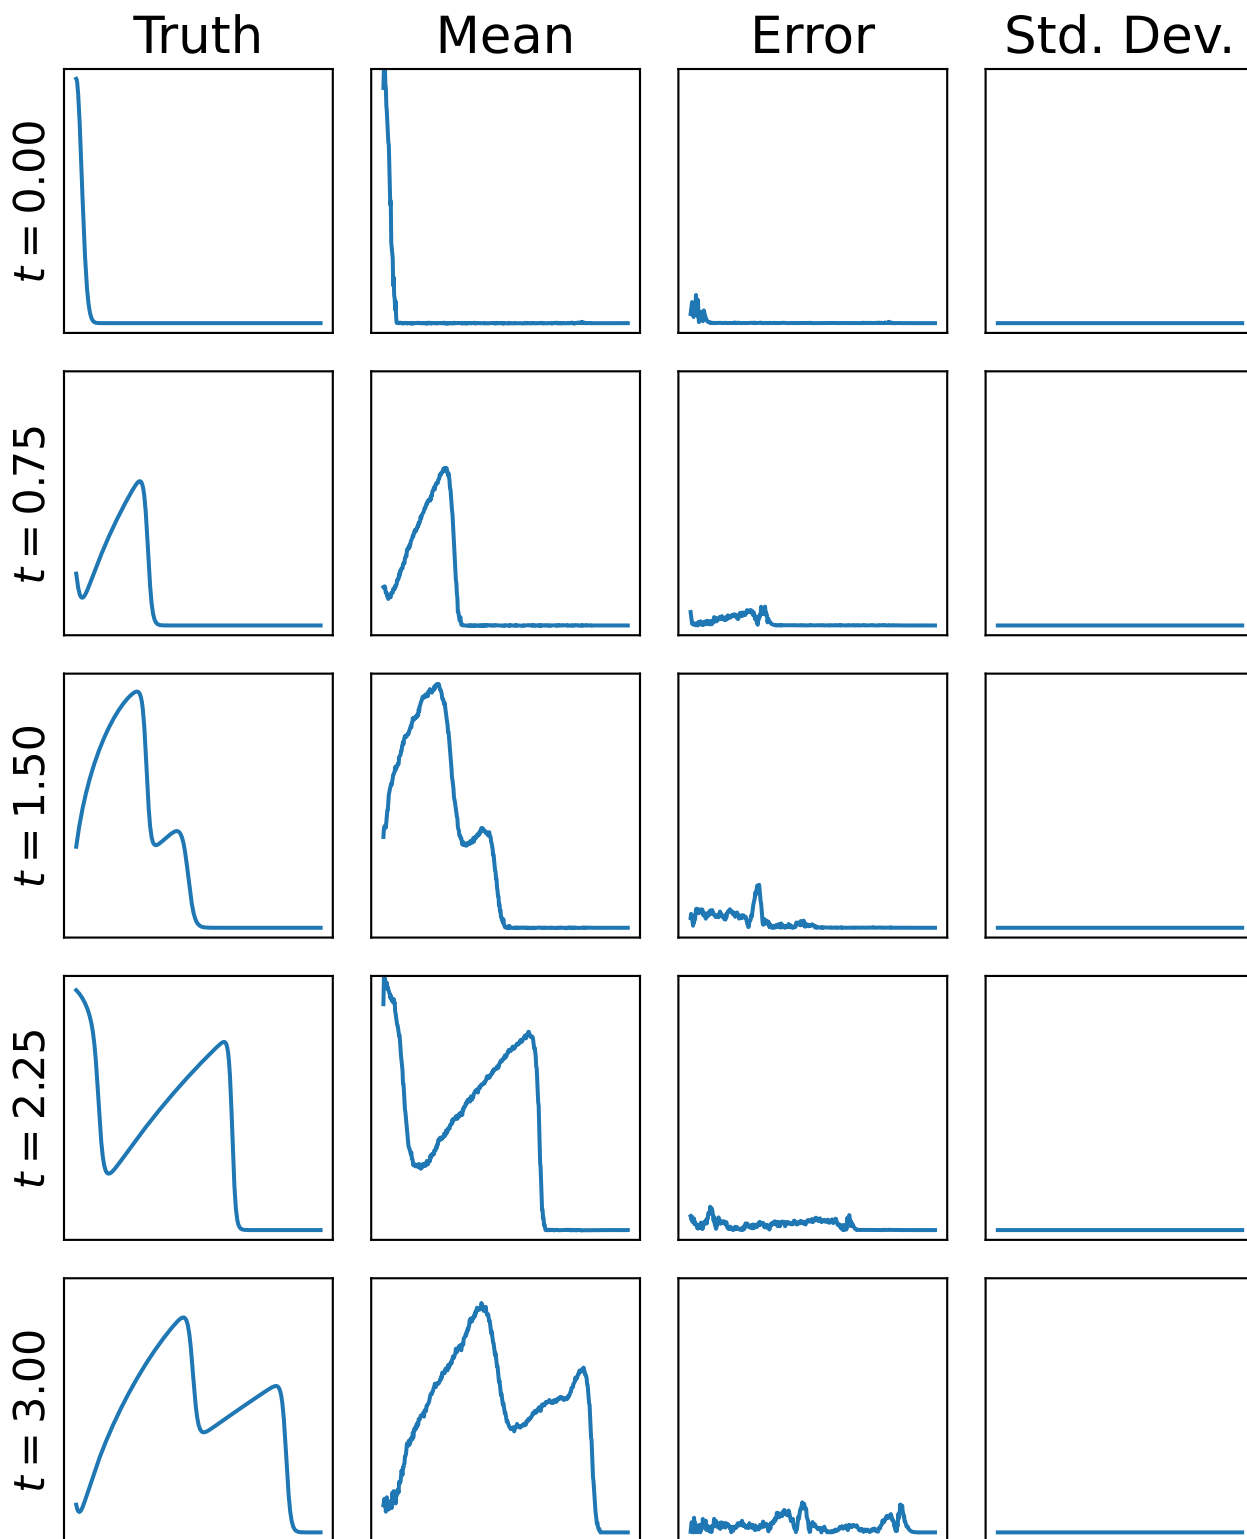 Truth Mean Error Std. Dev.
t = 0.00
t = 0.75
t = 1.50
t = 2.25
t = 3.00